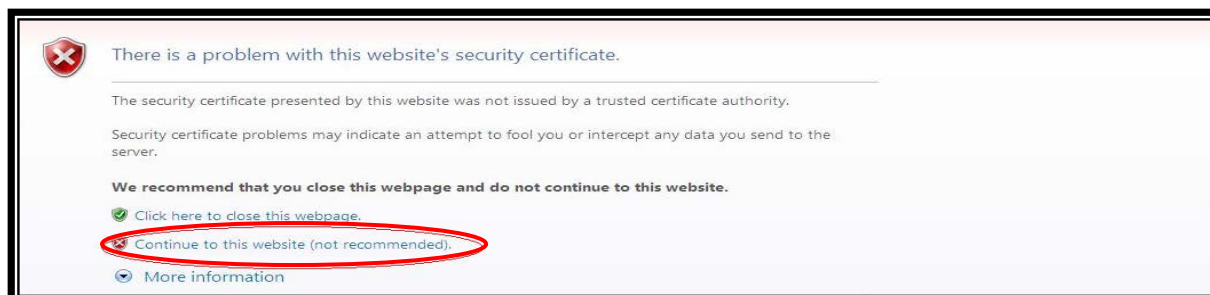 There is a problem with this website's security certificate.
The security certificate presented by this website was not issued by a trusted certificate authority.
Security certificate problems may indicate an attempt to fool you or intercept any data you send to the
server.
We recommend that you close this webpage and do not continue to this website.
Click here to close this webpage.
Continue to this website (not recommended).
More information